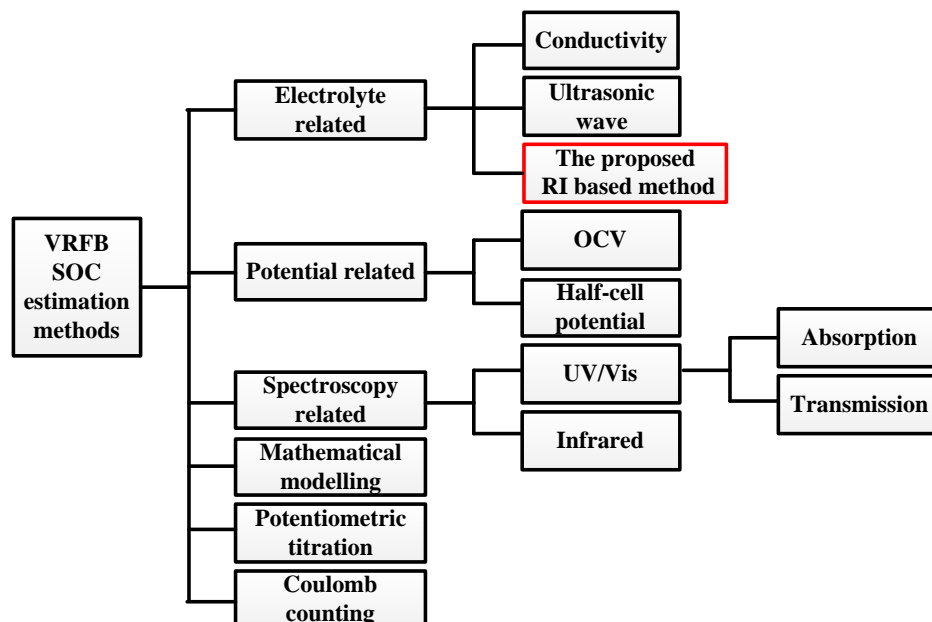 VRFB
SOC
estimation
methods
Electrolyte
related
Conductivity
Ultrasonic
wave
The proposed
RI based method
Potential related
OCV
Half-cell
potential
Spectroscopy
related
UV/Vis
Absorption
Transmission
Infrared
Mathematical
modelling
Potentiometric
titration
Coulomb
counting